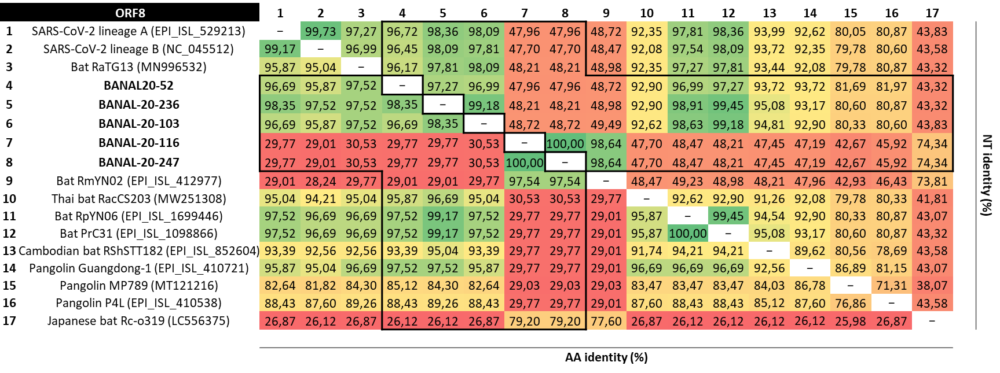 ORF8 1 2 3 4 5 6 7 8 9 10 11 12 13 14 15 16 17
1 SARS-CoV-2 lineage A (EPI_ISL_529213) – 99,73 97,27 96,72 98,36 98,09 47,96 47,96 48,72 92,35 97,81 98,36 93,99 92,62 80,05 80,87 43,83
2 SARS-CoV-2 lineage B (NC_045512) 99,17 – 96,99 96,45 98,09 97,81 47,70 47,70 48,47 92,08 97,54 98,09 93,72 92,35 79,78 80,60 43,58
3 Bat RaTG13 (MN996532) 95,87 95,04 – 96,17 97,81 98,09 48,21 48,21 48,98 92,35 97,27 97,81 93,44 92,08 79,78 80,87 43,32
4 BANAL20-52 96,69 95,87 97,52 – 97,27 96,99 47,96 47,96 48,72 92,90 96,99 97,27 93,72 93,72 81,69 81,97 43,32
5 BANAL-20-236 98,35 97,52 97,52 98,35 – 99,18 48,21 48,21 48,98 92,90 98,91 99,45 95,08 93,17 80,60 80,87 43,32
6 BANAL-20-103 96,69 95,87 97,52 96,69 98,35 – 48,72 48,72 49,49 92,62 98,63 99,18 94,81 92,90 80,33 80,60 43,83
7 BANAL-20-116 29,77 29,01 30,53 29,77 29,77 30,53 – 100,00 98,64 47,70 48,47 48,21 47,45 47,19 42,67 45,92 74,34
8 BANAL-20-247 29,77 29,01 30,53 29,77 29,77 30,53 100,00 – 98,64 47,70 48,47 48,21 47,45 47,19 42,67 45,92 74,34
9 Bat RmYN02 (EPI_ISL_412977) 29,01 28,24 29,77 29,01 29,01 29,77 97,54 97,54 – 48,47 49,23 48,98 48,21 47,96 42,93 46,43 73,81
10 Thai bat RacCS203 (MW251308) 95,04 94,21 95,04 95,87 96,69 95,04 30,53 30,53 29,77 – 92,62 92,90 91,26 92,08 79,78 80,33 41,81
11 Bat RpYN06 (EPI_ISL_1699446) 97,52 96,69 96,69 97,52 99,17 97,52 29,77 29,77 29,01 95,87 – 99,45 94,54 92,90 80,33 80,87 43,07
12 Bat PrC31 (EPI_ISL_1098866) 97,52 96,69 96,69 97,52 99,17 97,52 29,77 29,77 29,01 95,87 100,00 – 95,08 93,17 80,60 80,87 43,32
13 Cambodian bat RShSTT182 (EPI_ISL_852604) 93,39 92,56 92,56 93,39 95,04 93,39 29,77 29,77 29,01 91,74 94,21 94,21 – 89,62 80,56 78,69 43,58
14 Pangolin Guangdong-1 (EPI_ISL_410721) 95,87 95,04 96,69 97,52 97,52 95,87 29,77 29,77 29,01 96,69 96,69 96,69 92,56 – 86,89 81,15 43,07
15 Pangolin MP789 (MT121216) 82,64 81,82 84,30 85,12 84,30 82,64 29,03 29,03 29,03 83,47 83,47 83,47 84,03 86,78 – 71,31 38,07
16 Pangolin P4L (EPI_ISL_410538) 88,43 87,60 89,26 88,43 89,26 88,43 29,77 29,77 29,01 87,60 88,43 88,43 85,12 87,60 76,86 – 43,58
17 Japanese bat Rc-o319 (LC556375) 26,87 26,12 26,87 26,12 26,12 26,87 79,20 79,20 77,60 26,87 26,12 26,12 26,12 26,12 25,98 26,87 –
NT identity (%)
AA identity (%)